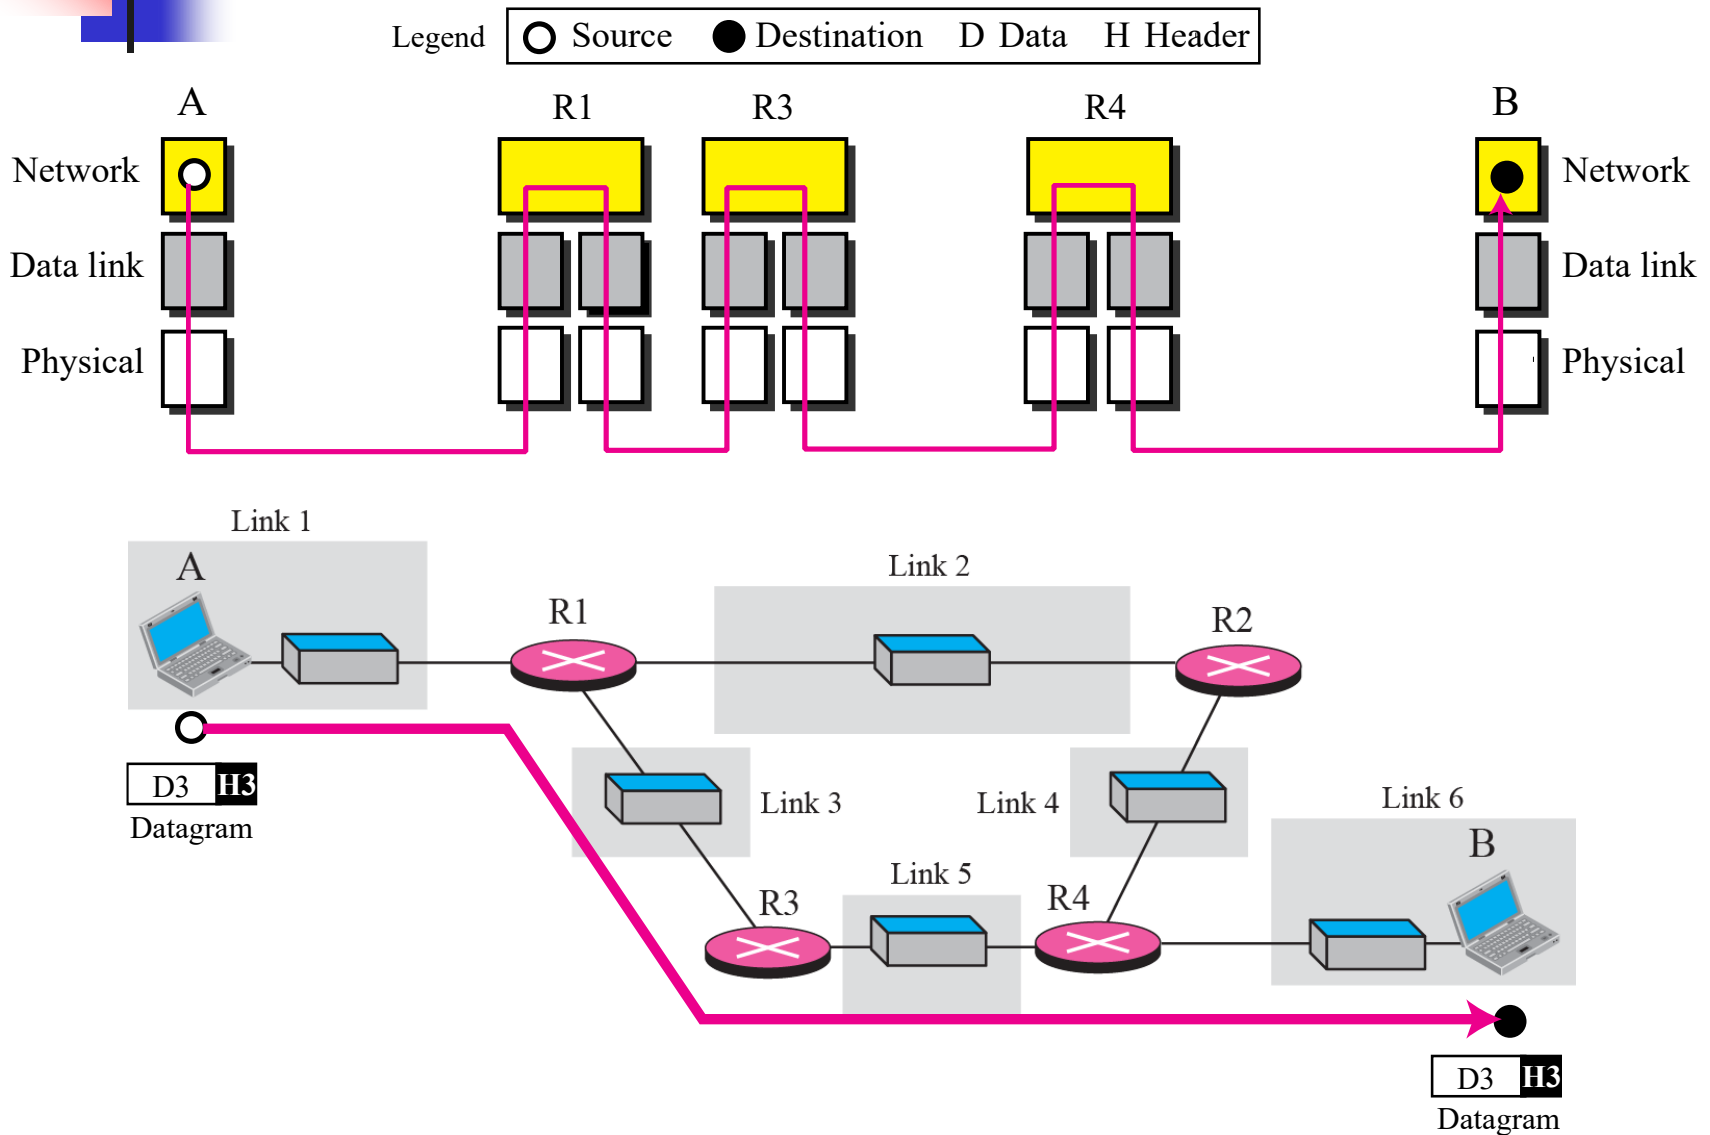 Legend Source Destination D Data H Header
A R1 R3 R4 B
Network Network
Data link Data link
Physical Physical
Link 1
A
Link 2
R1
R2
Link 3
Link 4
Link 6
D3 H3
Datagram
B
Link 5
R3
R4
D3 H3
Datagram